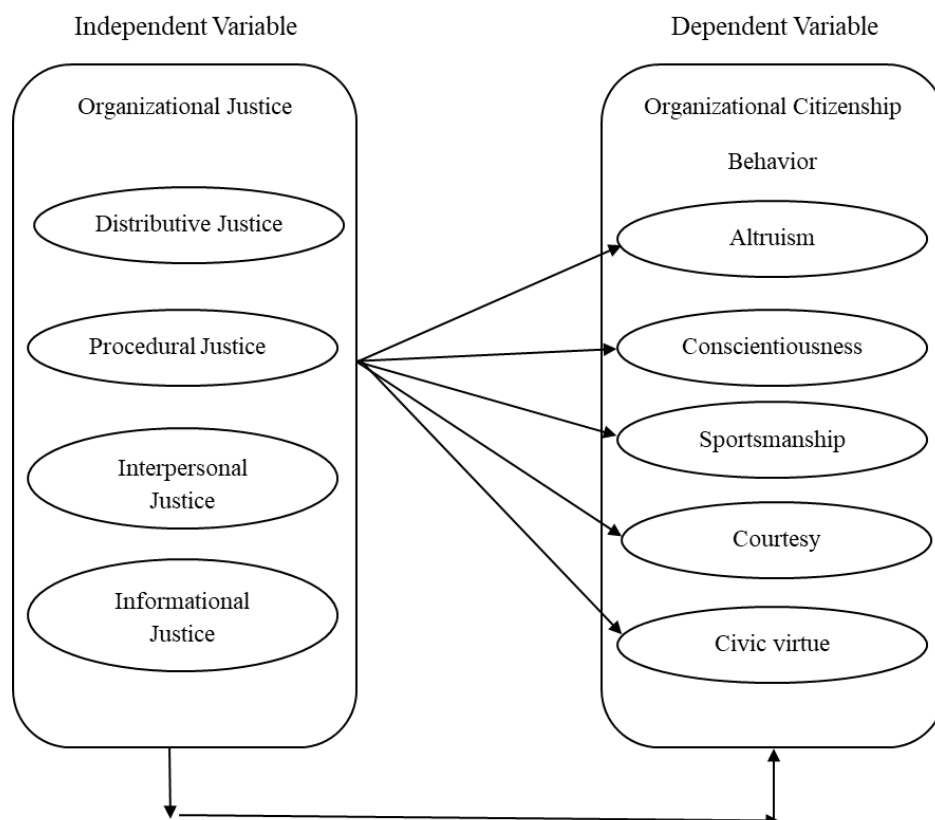 Independent Variable
Dependent Variable
Organizational Justice
Distributive Justice
Procedural Justice
Interpersonal
Justice
Informational
Justice
Organizational Citizenship
Behavior
Altruism
Conscientiousness
Sportsmanship
Courtesy
Civic virtue